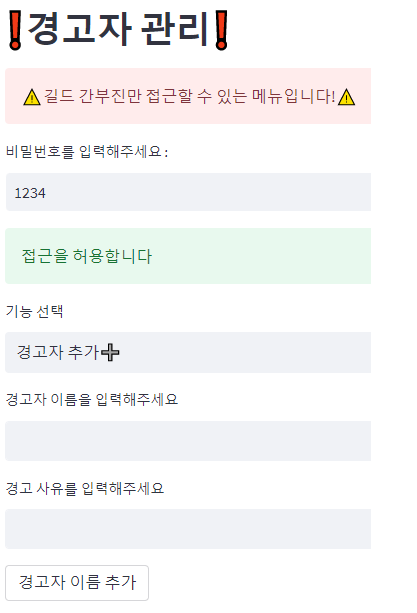 ❗경고자 관리❗
⚠️길드 간부진만 접근할 수 있는 메뉴입니다!⚠️
비밀번호를 입력해주세요 :
1234
접근을 허용합니다
기능 선택
경고자 추가➕
경고자 이름을 입력해주세요
경고 사유를 입력해주세요
경고자 이름 추가